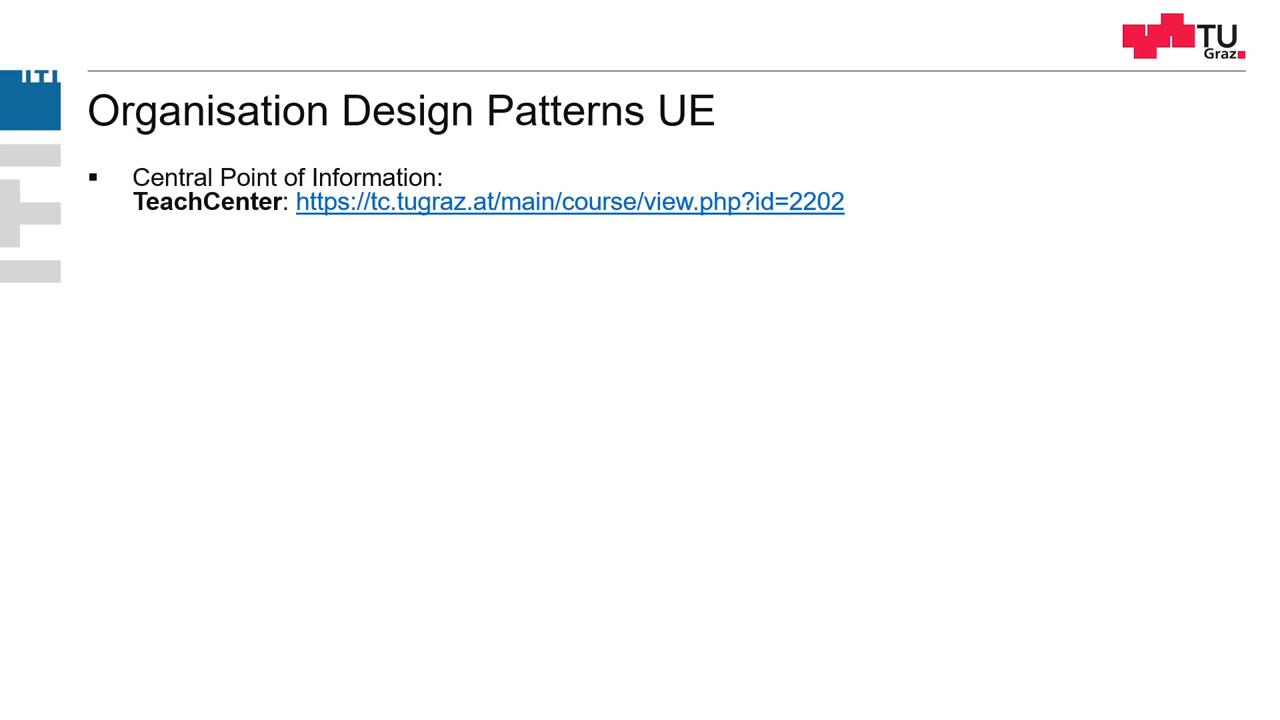 TU
Graz
ITI
Organisation Design Patterns UE
▪ Central Point of Information:
TeachCenter: https://tc.tugraz.at/main/course/view.php?id=2202